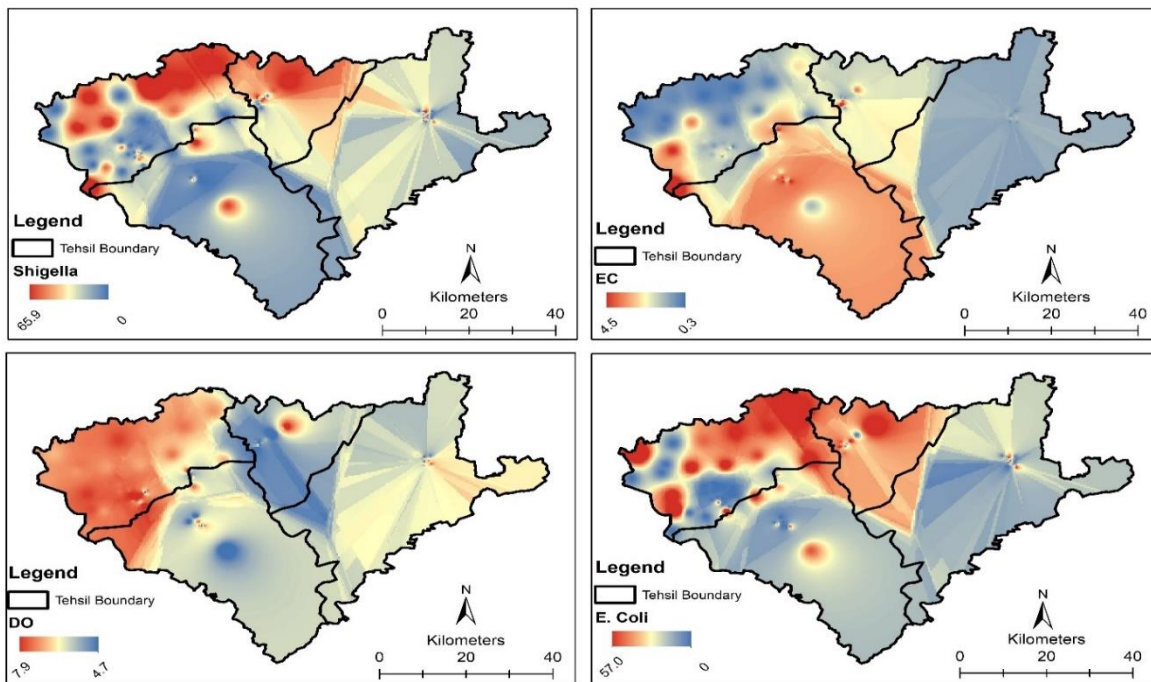 Legend
Tehsil Boundary
Shigella
65.9 0
N
Kilometers
0 20 40
Legend
Tehsil Boundary
EC
4.5 0.3
N
Kilometers
0 20 40
Legend
Tehsil Boundary
DO
7.9 4.7
N
Kilometers
0 20 40
Legend
Tehsil Boundary
E. Coli
57.0 0
N
Kilometers
0 20 40